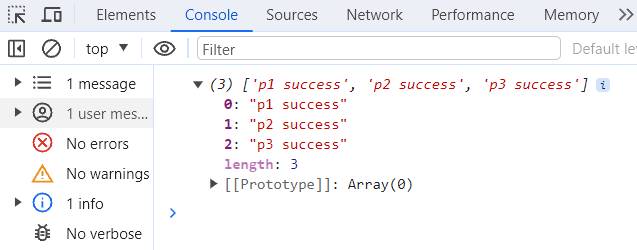 Elements Console Sources Network Performance Memory
top Filter Default le
1 message
1 user mes...
No errors
No warnings
1 info
No verbose
(3) ['p1 success', 'p2 success', 'p3 success'] i
0: "p1 success"
1: "p2 success"
2: "p3 success"
length: 3
[[Prototype]]: Array(0)